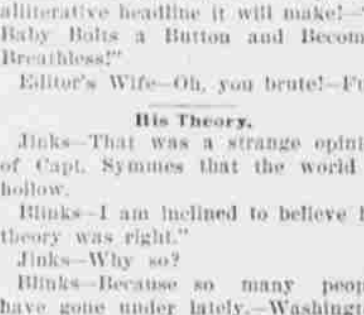 alliterative headline it will make!—
Baby Bolts a Button and Becom
Breathless!"
Editor's Wife—Oh, you brute!—
His Theory.
Jinks—That was a strange opini
of Capt. Symmes that the world
hollow.
Blinks—I am inclined to believe h
theory was right."
Jinks—Why so?
Blinks—Because so many peop
have gone under lately.—Washingt